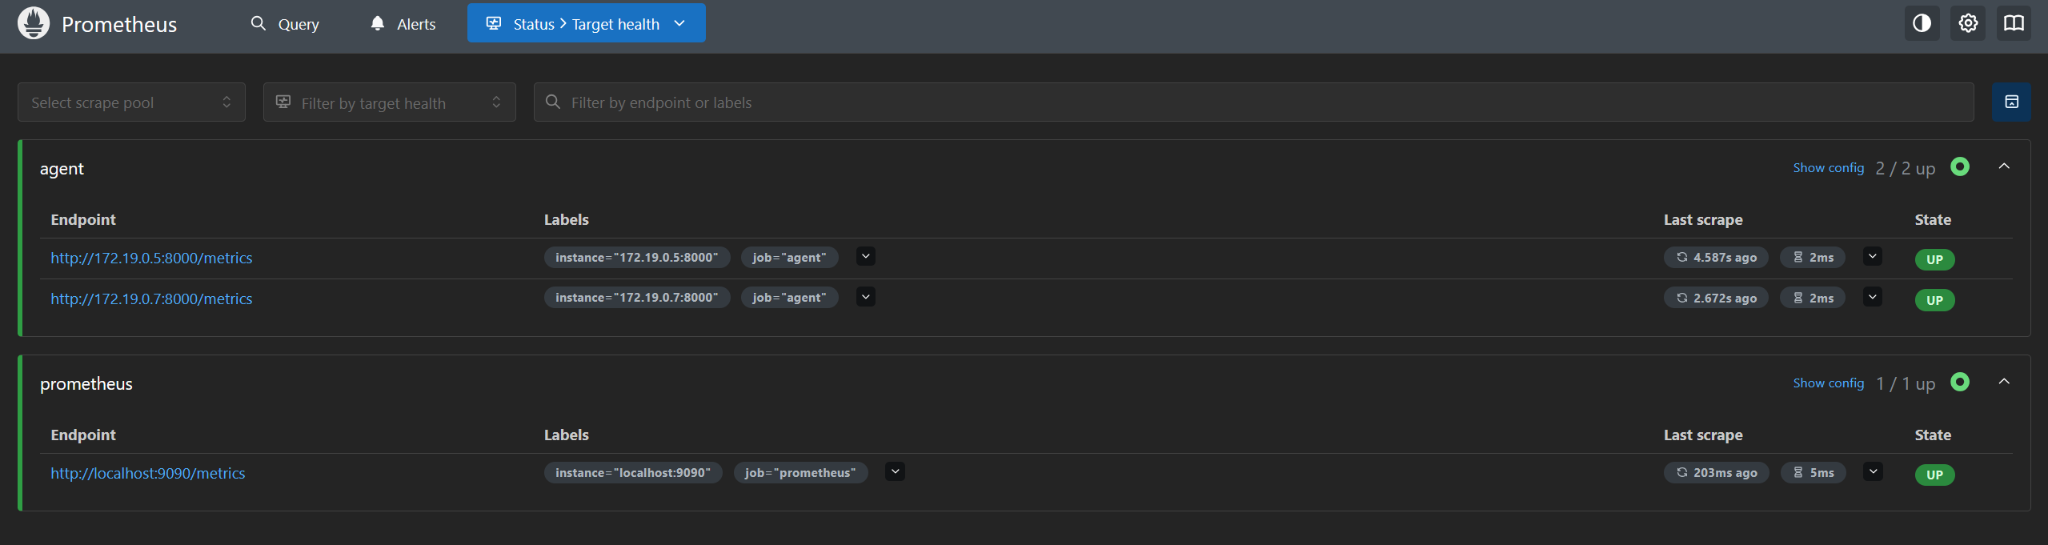 Prometheus Query Alerts Status > Target health
Select scrape pool Filter by target health Filter by endpoint or labels
agent Show config 2 / 2 up
Endpoint Labels Last scrape State
http://172.19.0.5:8000/metrics instance="172.19.0.5:8000" job="agent" 4.587s ago 2ms UP
http://172.19.0.7:8000/metrics instance="172.19.0.7:8000" job="agent" 2.672s ago 2ms UP
prometheus Show config 1 / 1 up
Endpoint Labels Last scrape State
http://localhost:9090/metrics instance="localhost:9090" job="prometheus" 203ms ago 5ms UP